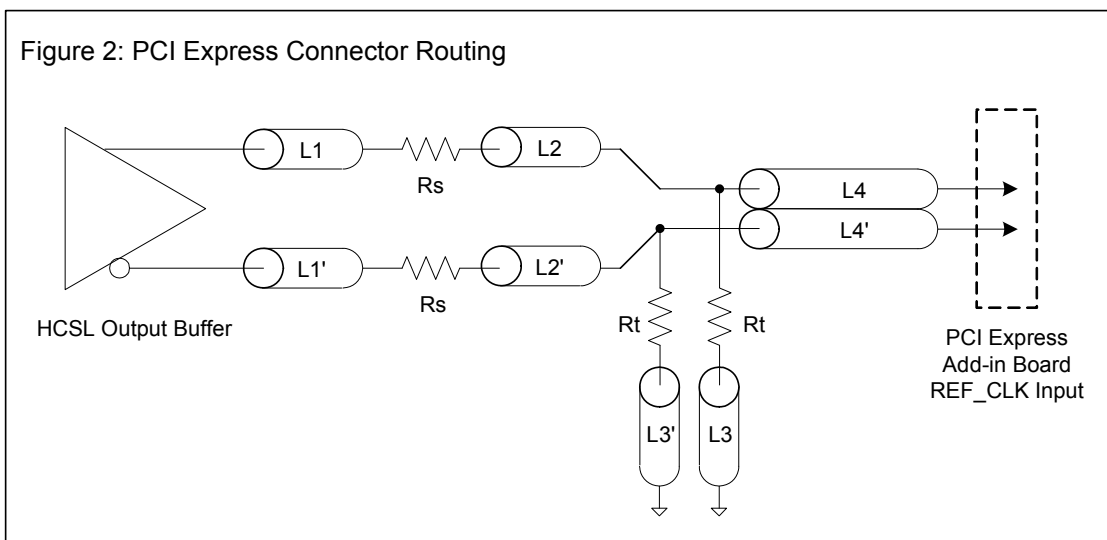 Figure 2: PCI Express Connector Routing
L1
Rs
L2
L4
L4'
L1'
Rs
L2'
HCSL Output Buffer
Rt
Rt
L3'
L3
PCI Express
Add-in Board
REF_CLK Input